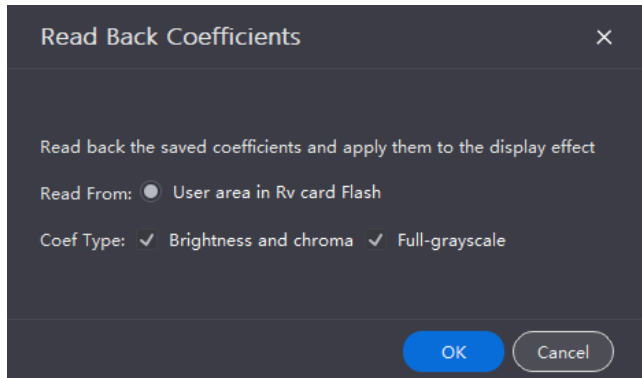 Read Back Coefficients
Read back the saved coefficients and apply them to the display effect
Read From: User area in Rv card Flash
Coef Type: Brightness and chroma Full-grayscale
OK Cancel